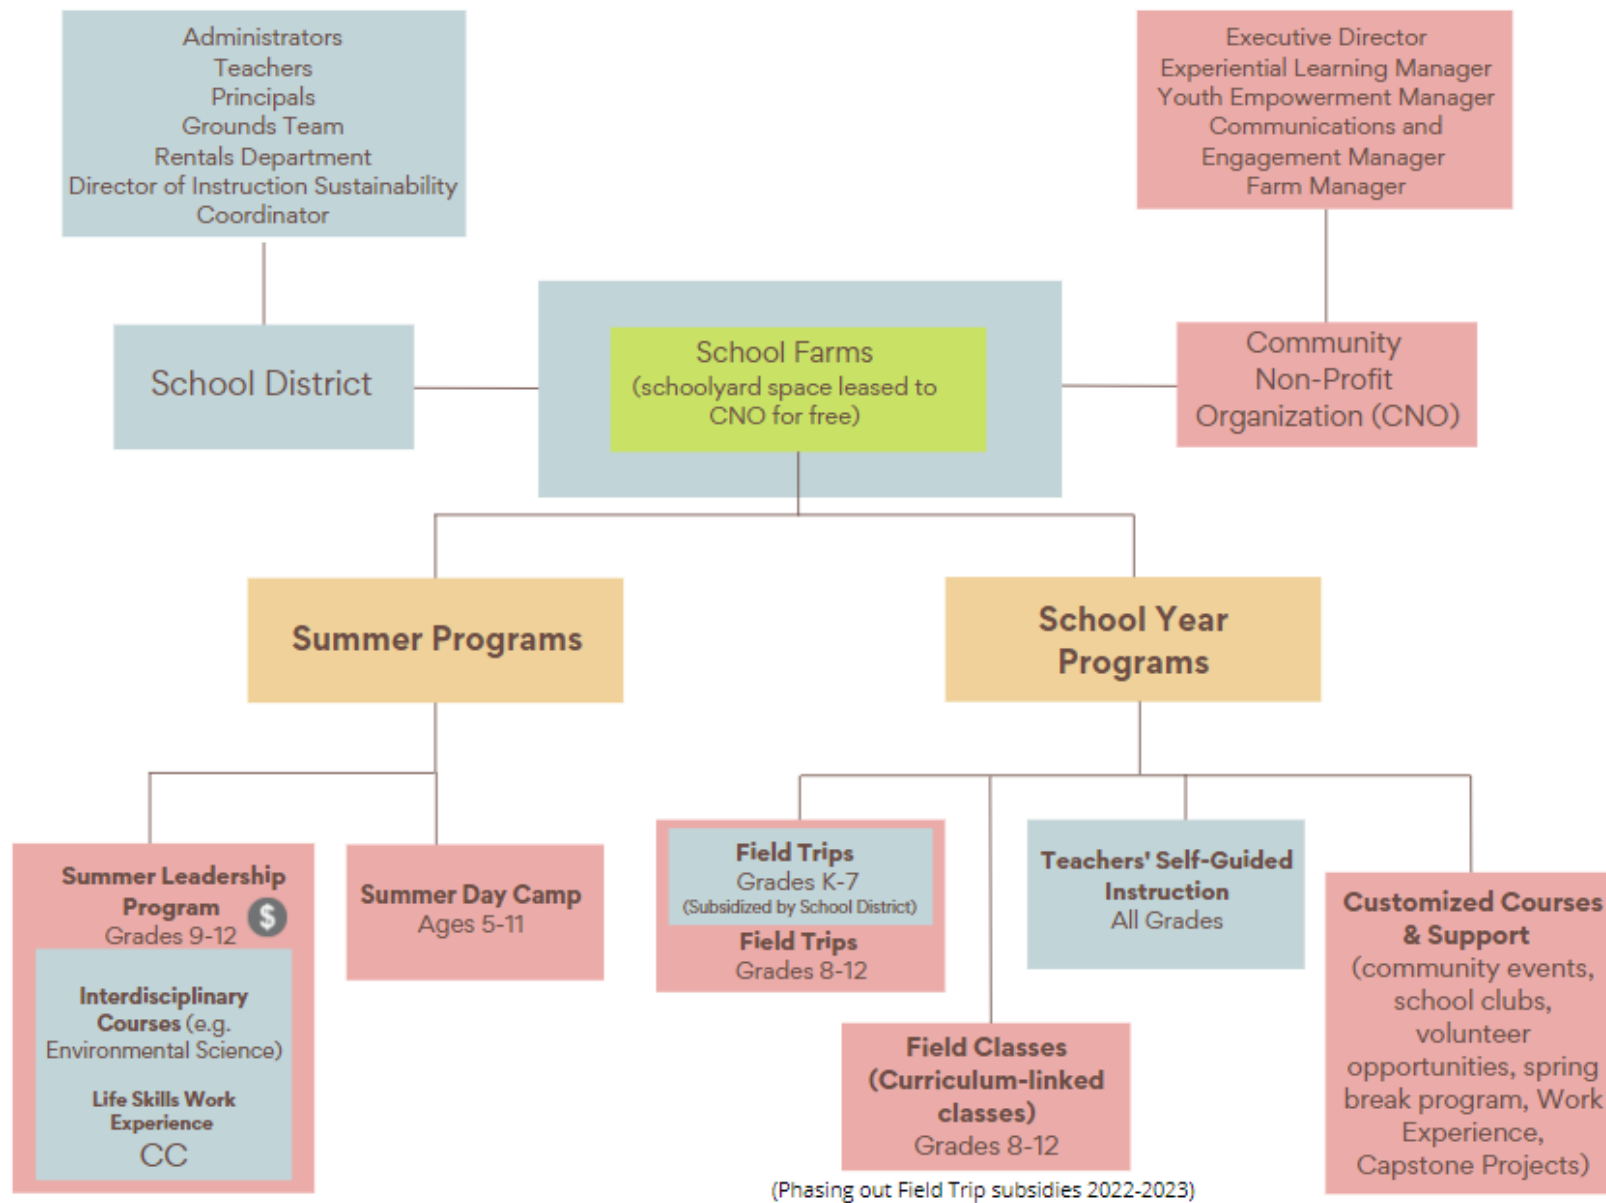 Administrators
Teachers
Principals
Grounds Team
Rentals Department
Director of Instruction Sustainability
Coordinator
Executive Director
Experiential Learning Manager
Youth Empowerment Manager
Communications and
Engagement Manager
Farm Manager
School District
School Farms
(schoolyard space leased to
CNO for free)
Community
Non-Profit
Organization (CNO)
Summer Programs
School Year
Programs
Summer Leadership
Program
$
Grades 9-12
Interdisciplinary
Courses (e.g.
Environmental Science)
Life Skills Work
Experience
CC
Summer Day Camp
Ages 5-11
Field Trips
Grades K-7
(Subsidized by School District)
Field Trips
Grades 8-12
Field Classes
(Curriculum-linked
classes)
Grades 8-12
(Phasing out Field Trip subsidies 2022-2023)
Teachers' Self-Guided
Instruction
All Grades
Customized Courses
& Support
(community events,
school clubs,
volunteer
opportunities, spring
break program, Work
Experience,
Capstone Projects)